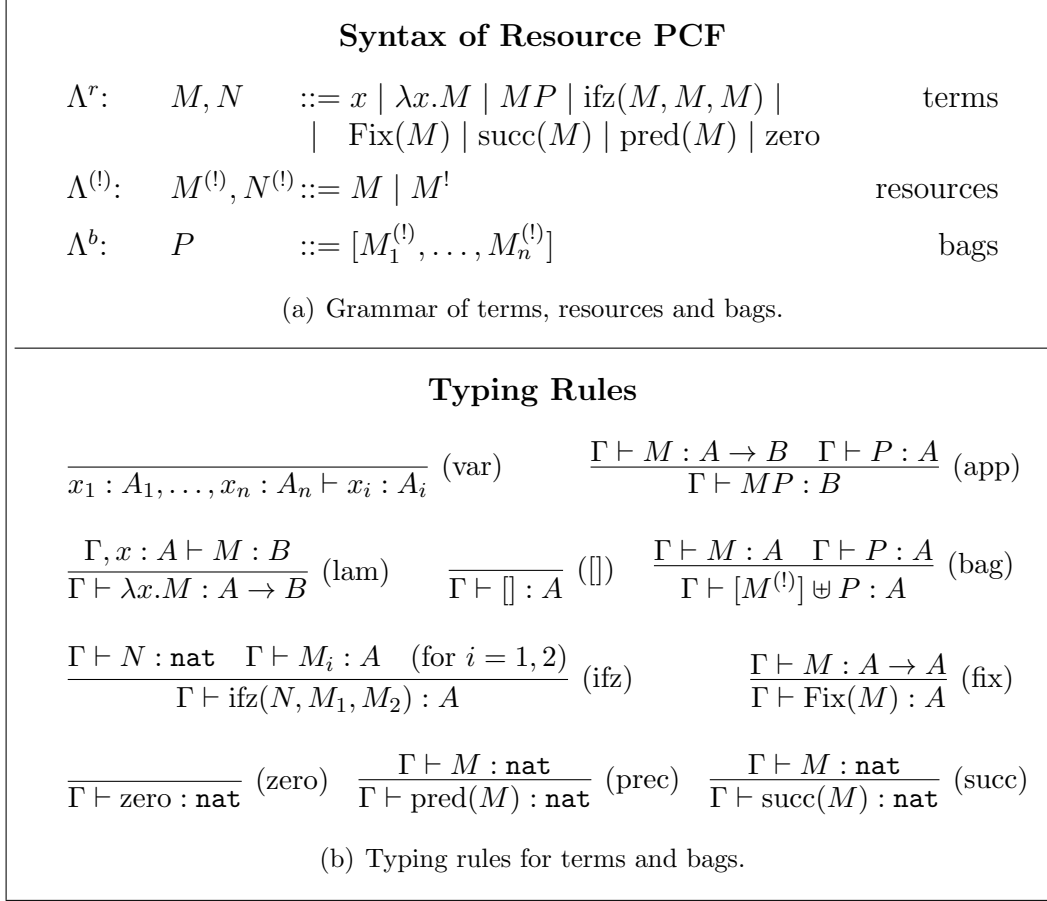 Syntax of Resource PCF
Λ^r: M, N ::= x | λx.M | MP | ifz(M, M, M) | terms
| Fix(M) | succ(M) | pred(M) | zero
Λ^(!): M^(!), N^(!) ::= M | M^! resources
Λ^b: P ::= [M_1^(!), . . . , M_n^(!)] bags
(a) Grammar of terms, resources and bags.
Typing Rules
x_1 : A_1, . . . , x_n : A_n ⊢ x_i : A_i (var)
Γ ⊢ M : A → B Γ ⊢ P : A
Γ ⊢ MP : B (app)
Γ, x : A ⊢ M : B
Γ ⊢ λx.M : A → B (lam)
Γ ⊢ [] : A ([])
Γ ⊢ M : A Γ ⊢ P : A
Γ ⊢ [M^(!)] ⊎ P : A (bag)
Γ ⊢ N : nat Γ ⊢ M_i : A (for i = 1, 2)
Γ ⊢ ifz(N, M_1, M_2) : A (ifz)
Γ ⊢ M : A → A
Γ ⊢ Fix(M) : A (fix)
Γ ⊢ zero : nat (zero)
Γ ⊢ M : nat
Γ ⊢ pred(M) : nat (prec)
Γ ⊢ M : nat
Γ ⊢ succ(M) : nat (succ)
(b) Typing rules for terms and bags.